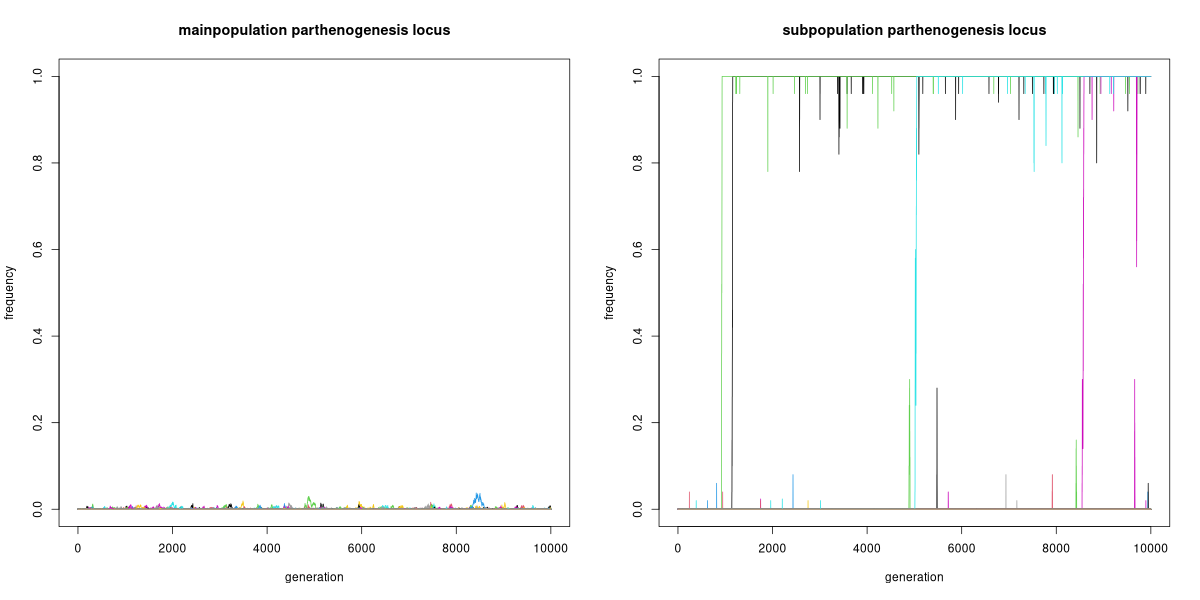 mainpopulation parthenogenesis locus
frequency
1.0
0.8
0.6
0.4
0.2
0.0
0 2000 4000 6000 8000 10000
generation
subpopulation parthenogenesis locus
frequency
1.0
0.8
0.6
0.4
0.2
0.0
0 2000 4000 6000 8000 10000
generation